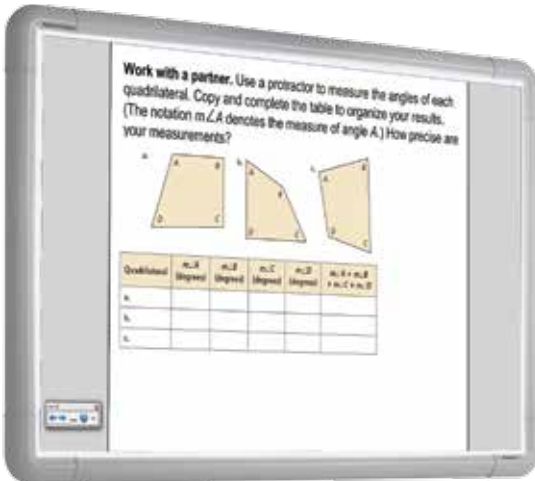 Work with a partner. Use a protractor to measure the angles of each
quadrilateral. Copy and complete the table to organize your results.
(The notation m∠A denotes the measure of angle A.) How precise are
your measurements?
a. b. c.
A B A B A B
D C D C D C
Quadrilateral m∠A (degrees) m∠B (degrees) m∠C (degrees) m∠D (degrees) m∠A + m∠B + m∠C + m∠D
a.
b.
c.